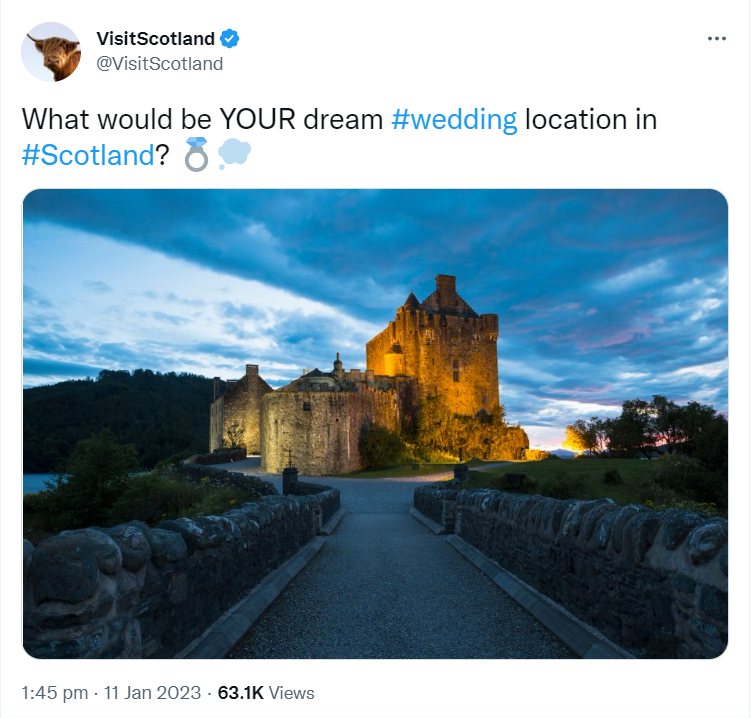 VisitScotland
@VisitScotland
What would be YOUR dream #wedding location in
#Scotland? 💍💭
1:45 pm · 11 Jan 2023 · 63.1K Views